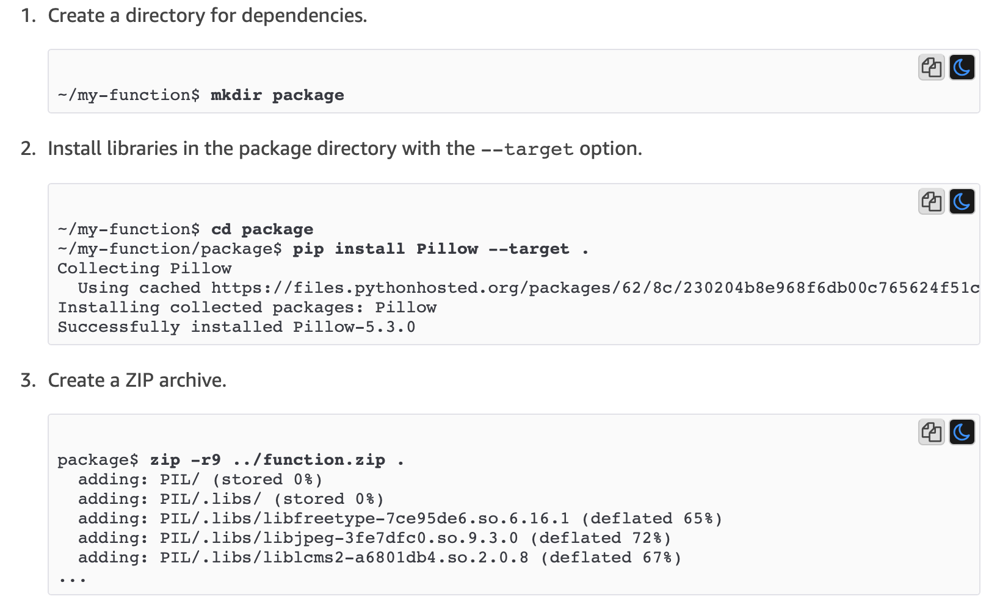 1. Create a directory for dependencies.
~/my-function$ mkdir package
2. Install libraries in the package directory with the --target option.
~/my-function$ cd package
~/my-function/package$ pip install Pillow --target .
Collecting Pillow
  Using cached https://files.pythonhosted.org/packages/62/8c/230204b8e968f6db00c765624f51c
Installing collected packages: Pillow
Successfully installed Pillow-5.3.0
3. Create a ZIP archive.
package$ zip -r9 ../function.zip .
  adding: PIL/ (stored 0%)
  adding: PIL/.libs/ (stored 0%)
  adding: PIL/.libs/libfreetype-7ce95de6.so.6.16.1 (deflated 65%)
  adding: PIL/.libs/libjpeg-3fe7dfc0.so.9.3.0 (deflated 72%)
  adding: PIL/.libs/liblcms2-a6801db4.so.2.0.8 (deflated 67%)
...